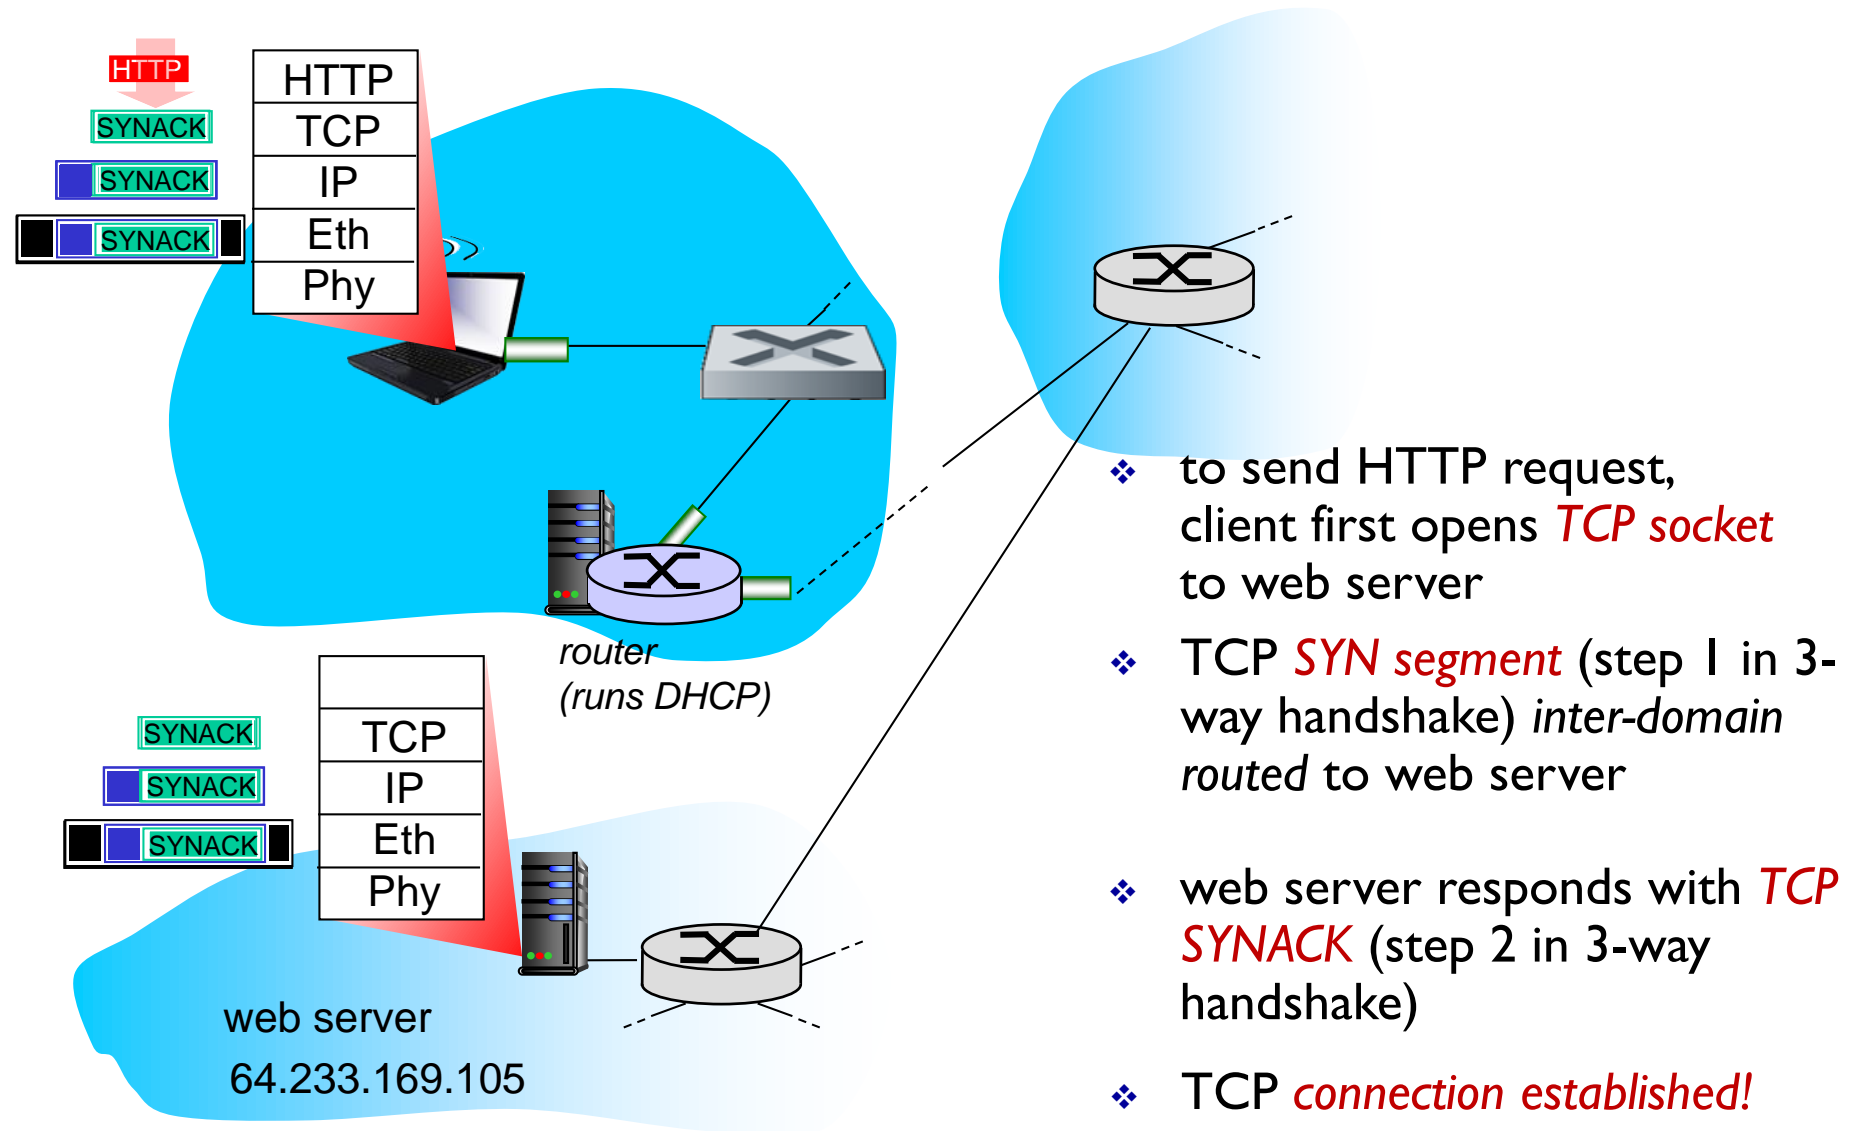 HTTP
SYNACK
SYNACK
SYNACK
HTTP
TCP
IP
Eth
Phy
router
(runs DHCP)
SYNACK
SYNACK
SYNACK
TCP
IP
Eth
Phy
web server
64.233.169.105
to send HTTP request,
client first opens TCP socket
to web server
TCP SYN segment (step 1 in 3-
way handshake) inter-domain
routed to web server
web server responds with TCP
SYNACK (step 2 in 3-way
handshake)
TCP connection established!